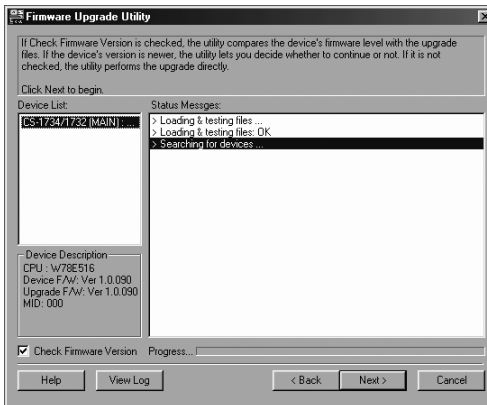 Firmware Upgrade Utility
If Check Firmware Version is checked, the utility compares the device's firmware level with the upgrade
files. If the device's version is newer, the utility lets you decide whether to continue or not. If it is not
checked, the utility performs the upgrade directly.
Click Next to begin.
Device List:
Status Messges:
CS-1734/1732 (MAIN) : ...
> Loading & testing files ...
> Loading & testing files: OK
> Searching for devices ...
Device Description
CPU : W78E516
Device F/W: Ver 1.0.090
Upgrade F/W: Ver 1.0.090
MID: 000
Check Firmware Version
Progress...
Help
View Log
< Back
Next >
Cancel